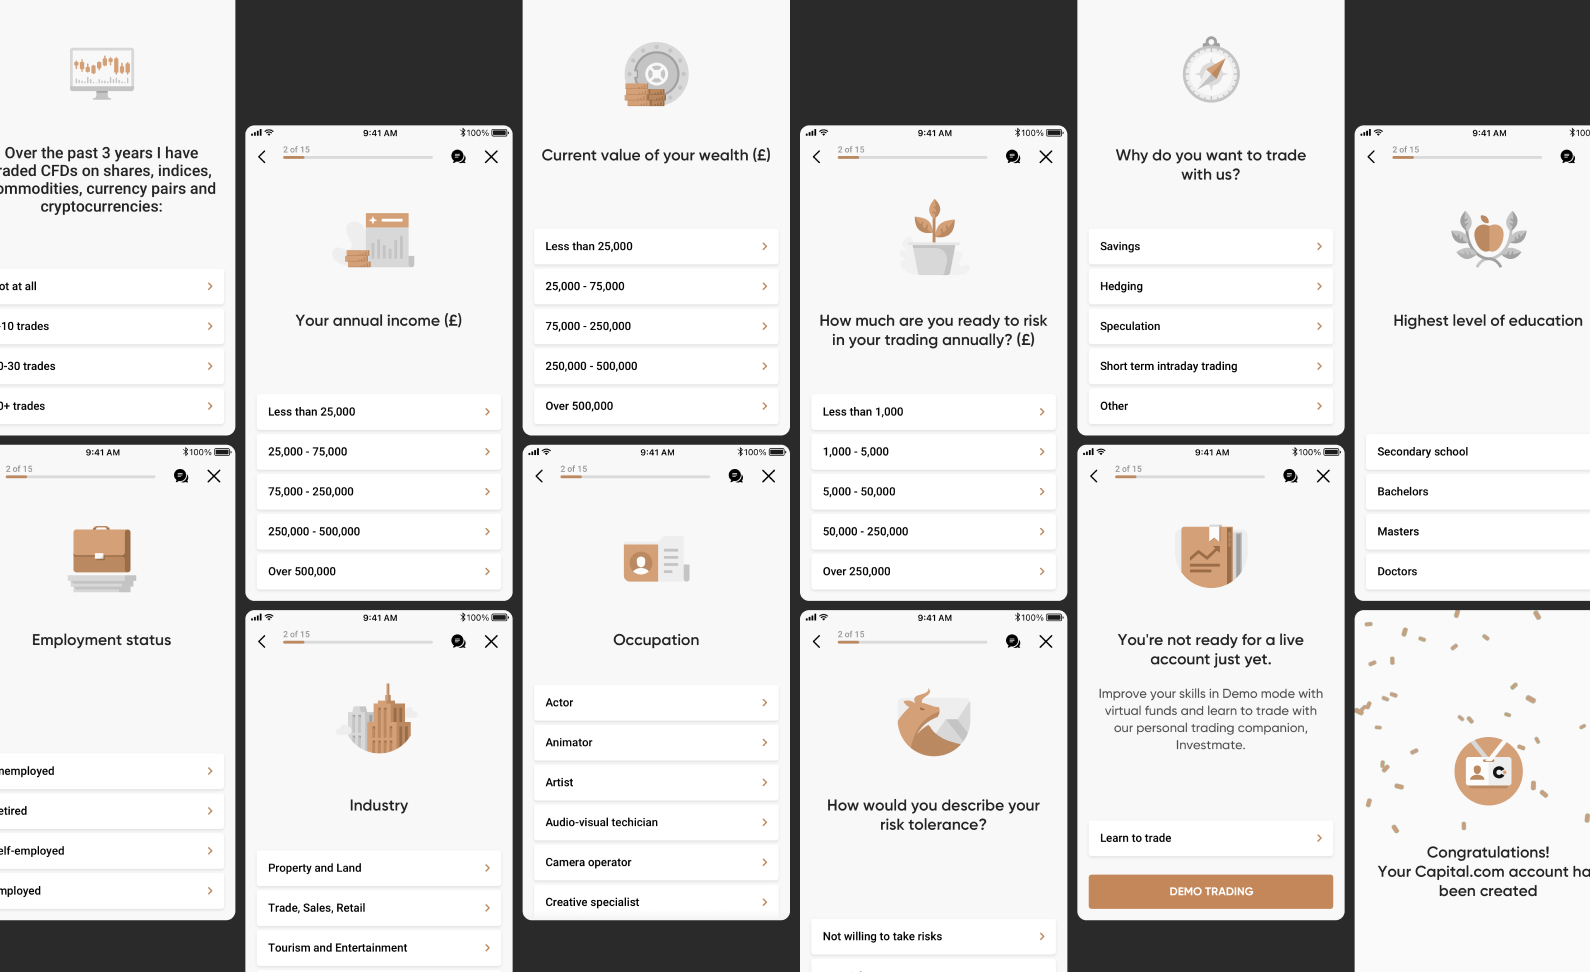 Over the past 3 years I have
raded CFDs on shares, indices,
ommodities, currency pairs and
cryptocurrencies:
ot at all
-10 trades
0-30 trades
0+ trades
9:41 AM
100%
2 of 15
Employment status
nemployed
etired
elf-employed
mployed
9:41 AM
100%
2 of 15
Your annual income (£)
Less than 25,000
25,000 - 75,000
75,000 - 250,000
250,000 - 500,000
Over 500,000
9:41 AM
100%
2 of 15
Industry
Property and Land
Trade, Sales, Retail
Tourism and Entertainment
Current value of your wealth (£)
Less than 25,000
25,000 - 75,000
75,000 - 250,000
250,000 - 500,000
Over 500,000
9:41 AM
100%
2 of 15
Occupation
Actor
Animator
Artist
Audio-visual techician
Camera operator
Creative specialist
9:41 AM
100%
2 of 15
How much are you ready to risk
in your trading annually? (£)
Less than 1,000
1,000 - 5,000
5,000 - 50,000
50,000 - 250,000
Over 250,000
9:41 AM
100%
2 of 15
How would you describe your
risk tolerance?
Not willing to take risks
Why do you want to trade
with us?
Savings
Hedging
Speculation
Short term intraday trading
Other
9:41 AM
100%
2 of 15
You're not ready for a live
account just yet.
Improve your skills in Demo mode with
virtual funds and learn to trade with
our personal trading companion,
Investmate.
Learn to trade
DEMO TRADING
9:41 AM
100
2 of 15
Highest level of education
Secondary school
Bachelors
Masters
Doctors
Congratulations!
Your Capital.com account ha
been created